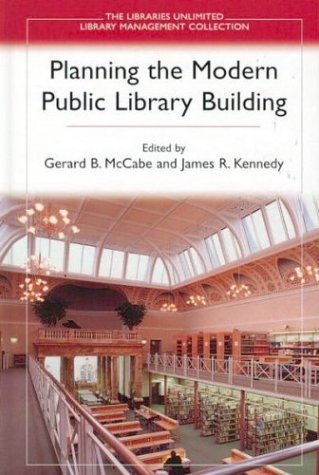 THE LIBRARIES UNLIMITED
LIBRARY MANAGEMENT COLLECTION
Planning the Modern
Public Library Building
Edited by
Gerard B. McCabe and James R. Kennedy